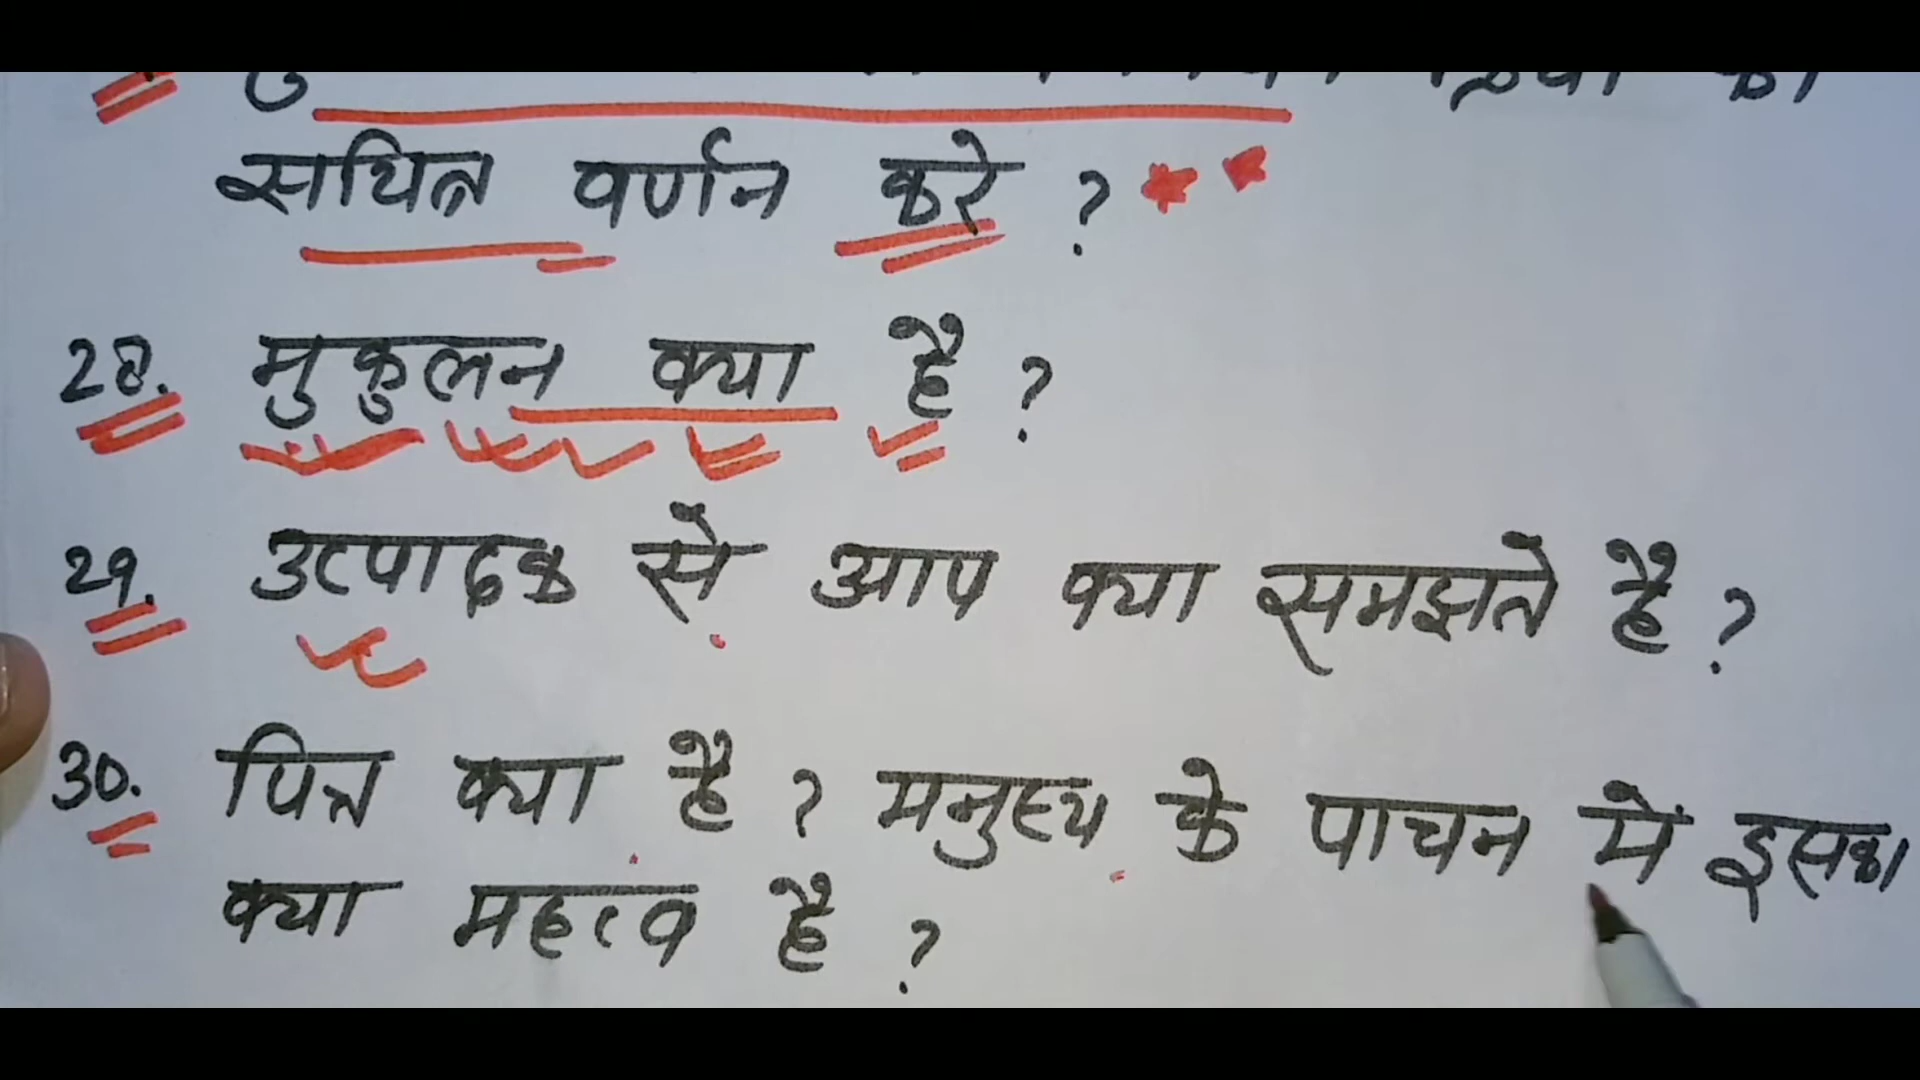 सचित्र वर्णन करे ?
28. मुकुलन क्या है ?
29. उत्पादक से आप क्या समझते है ?
30. पित्त क्या है ? मनुष्य के पाचन में इसका
क्या महत्व है ?